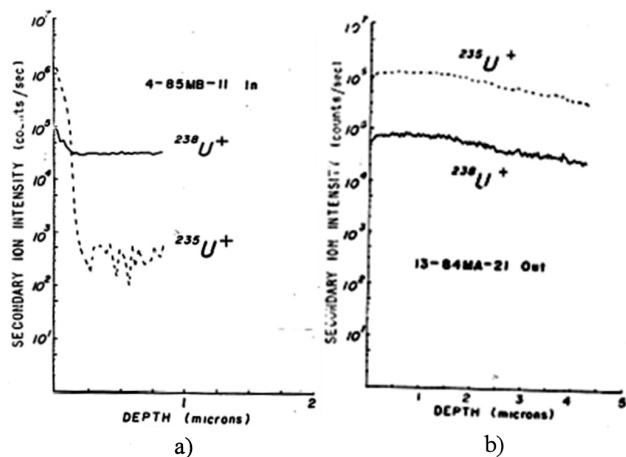 SECONDARY ION INTENSITY (counts/sec)
10⁷
10⁶
10⁵
10⁴
10³
10²
10¹
4-85MB-11 In
²³⁸U⁺
²³⁵U⁺
1
2
DEPTH (microns)
a)
SECONDARY ION INTENSITY (counts/sec)
10⁷
10⁶
10⁵
10⁴
10³
10²
10¹
²³⁵U⁺
²³⁸U⁺
13-84MA-21 Out
0
1
2
3
4
5
DEPTH (microns)
b)